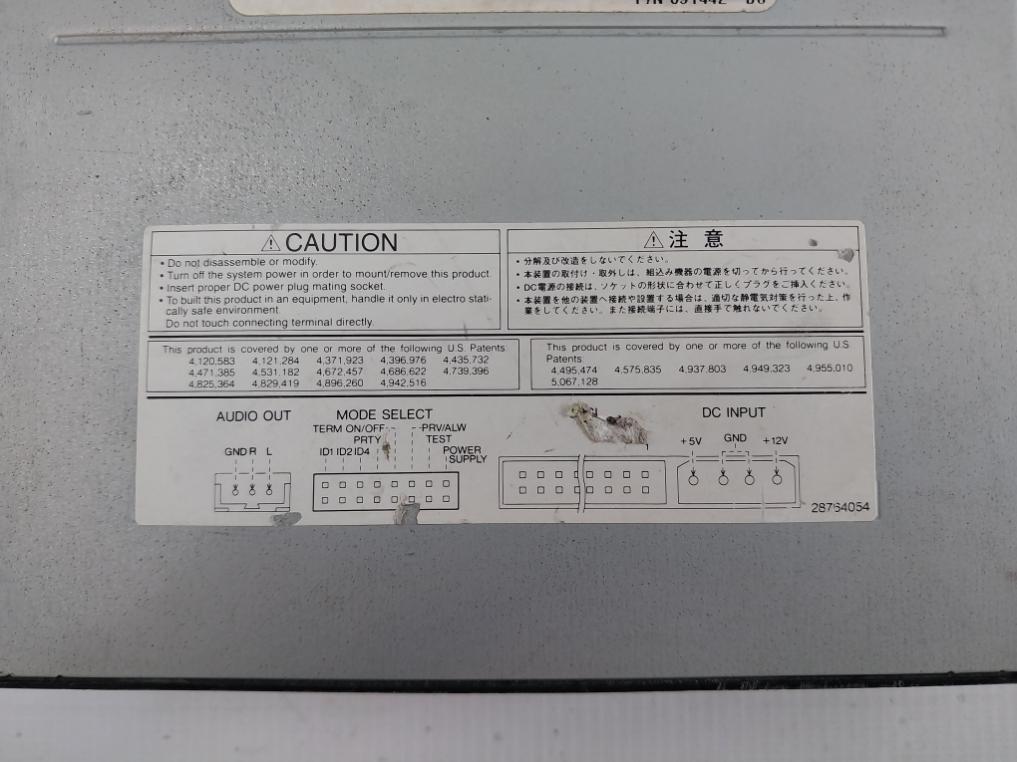 ⚠ CAUTION
• Do not disassemble or modify.
• Turn off the system power in order to mount/remove this product.
• Insert proper DC power plug mating socket.
• To built this product in an equipment, handle it only in electro stati-
cally safe environment.
Do not touch connecting terminal directly.
⚠ 注 意
• 分解及び改造をしないでください。
• 本装置の取付け・取外しは、組込み機器の電源を切ってから行ってください。
• DC電源の接続は、ソケットの形状に合わせて正しくプラグをご挿入ください。
• 本装置を他の装置へ接続や設置する場合は、適切な静電気対策を行った上、作
業をしてください。また接続端子には、直接手で触れないでください。
This product is covered by one or more of the following U.S. Patents:
4,120,583 4,121,284 4,371,923 4,396,976 4,435,732
4,471,385 4,531,182 4,672,457 4,686,622 4,739,396
4,825,364 4,829,419 4,896,260 4,942,516
This product is covered by one or more of the following U.S.
Patents:
4,495,474 4,575,835 4,937,803 4,949,323 4,955,010
5,067,128
AUDIO OUT
GND R L
MODE SELECT
TERM ON/OFF PRV/ALW
PRTY TEST
ID1 ID2 ID4 POWER
SUPPLY
DC INPUT
+5V GND +12V
28764054